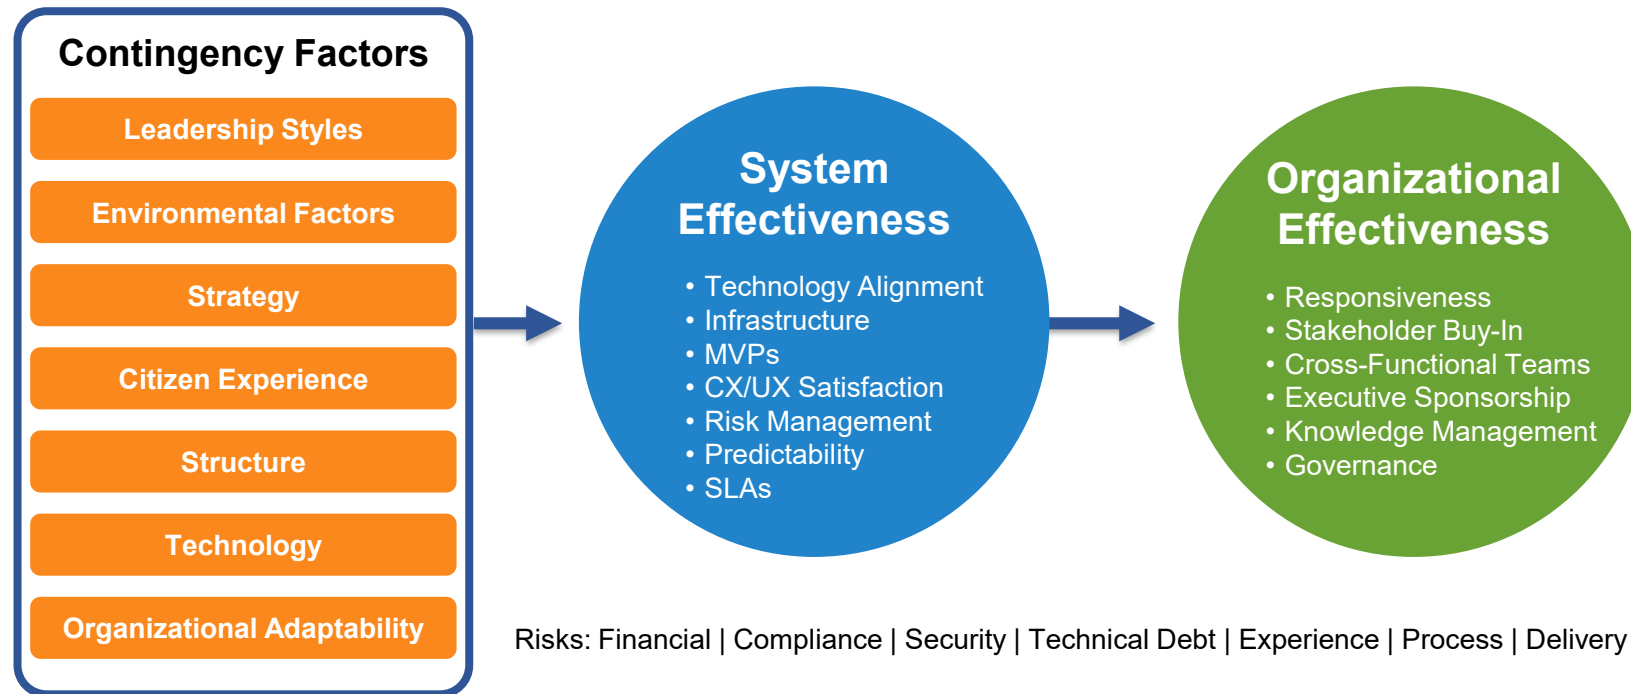 Contingency Factors
Leadership Styles
Environmental Factors
Strategy
Citizen Experience
Structure
Technology
Organizational Adaptability
System
Effectiveness
• Technology Alignment
• Infrastructure
• MVPs
• CX/UX Satisfaction
• Risk Management
• Predictability
• SLAs
Organizational
Effectiveness
• Responsiveness
• Stakeholder Buy-In
• Cross-Functional Teams
• Executive Sponsorship
• Knowledge Management
• Governance
Risks: Financial | Compliance | Security | Technical Debt | Experience | Process | Delivery